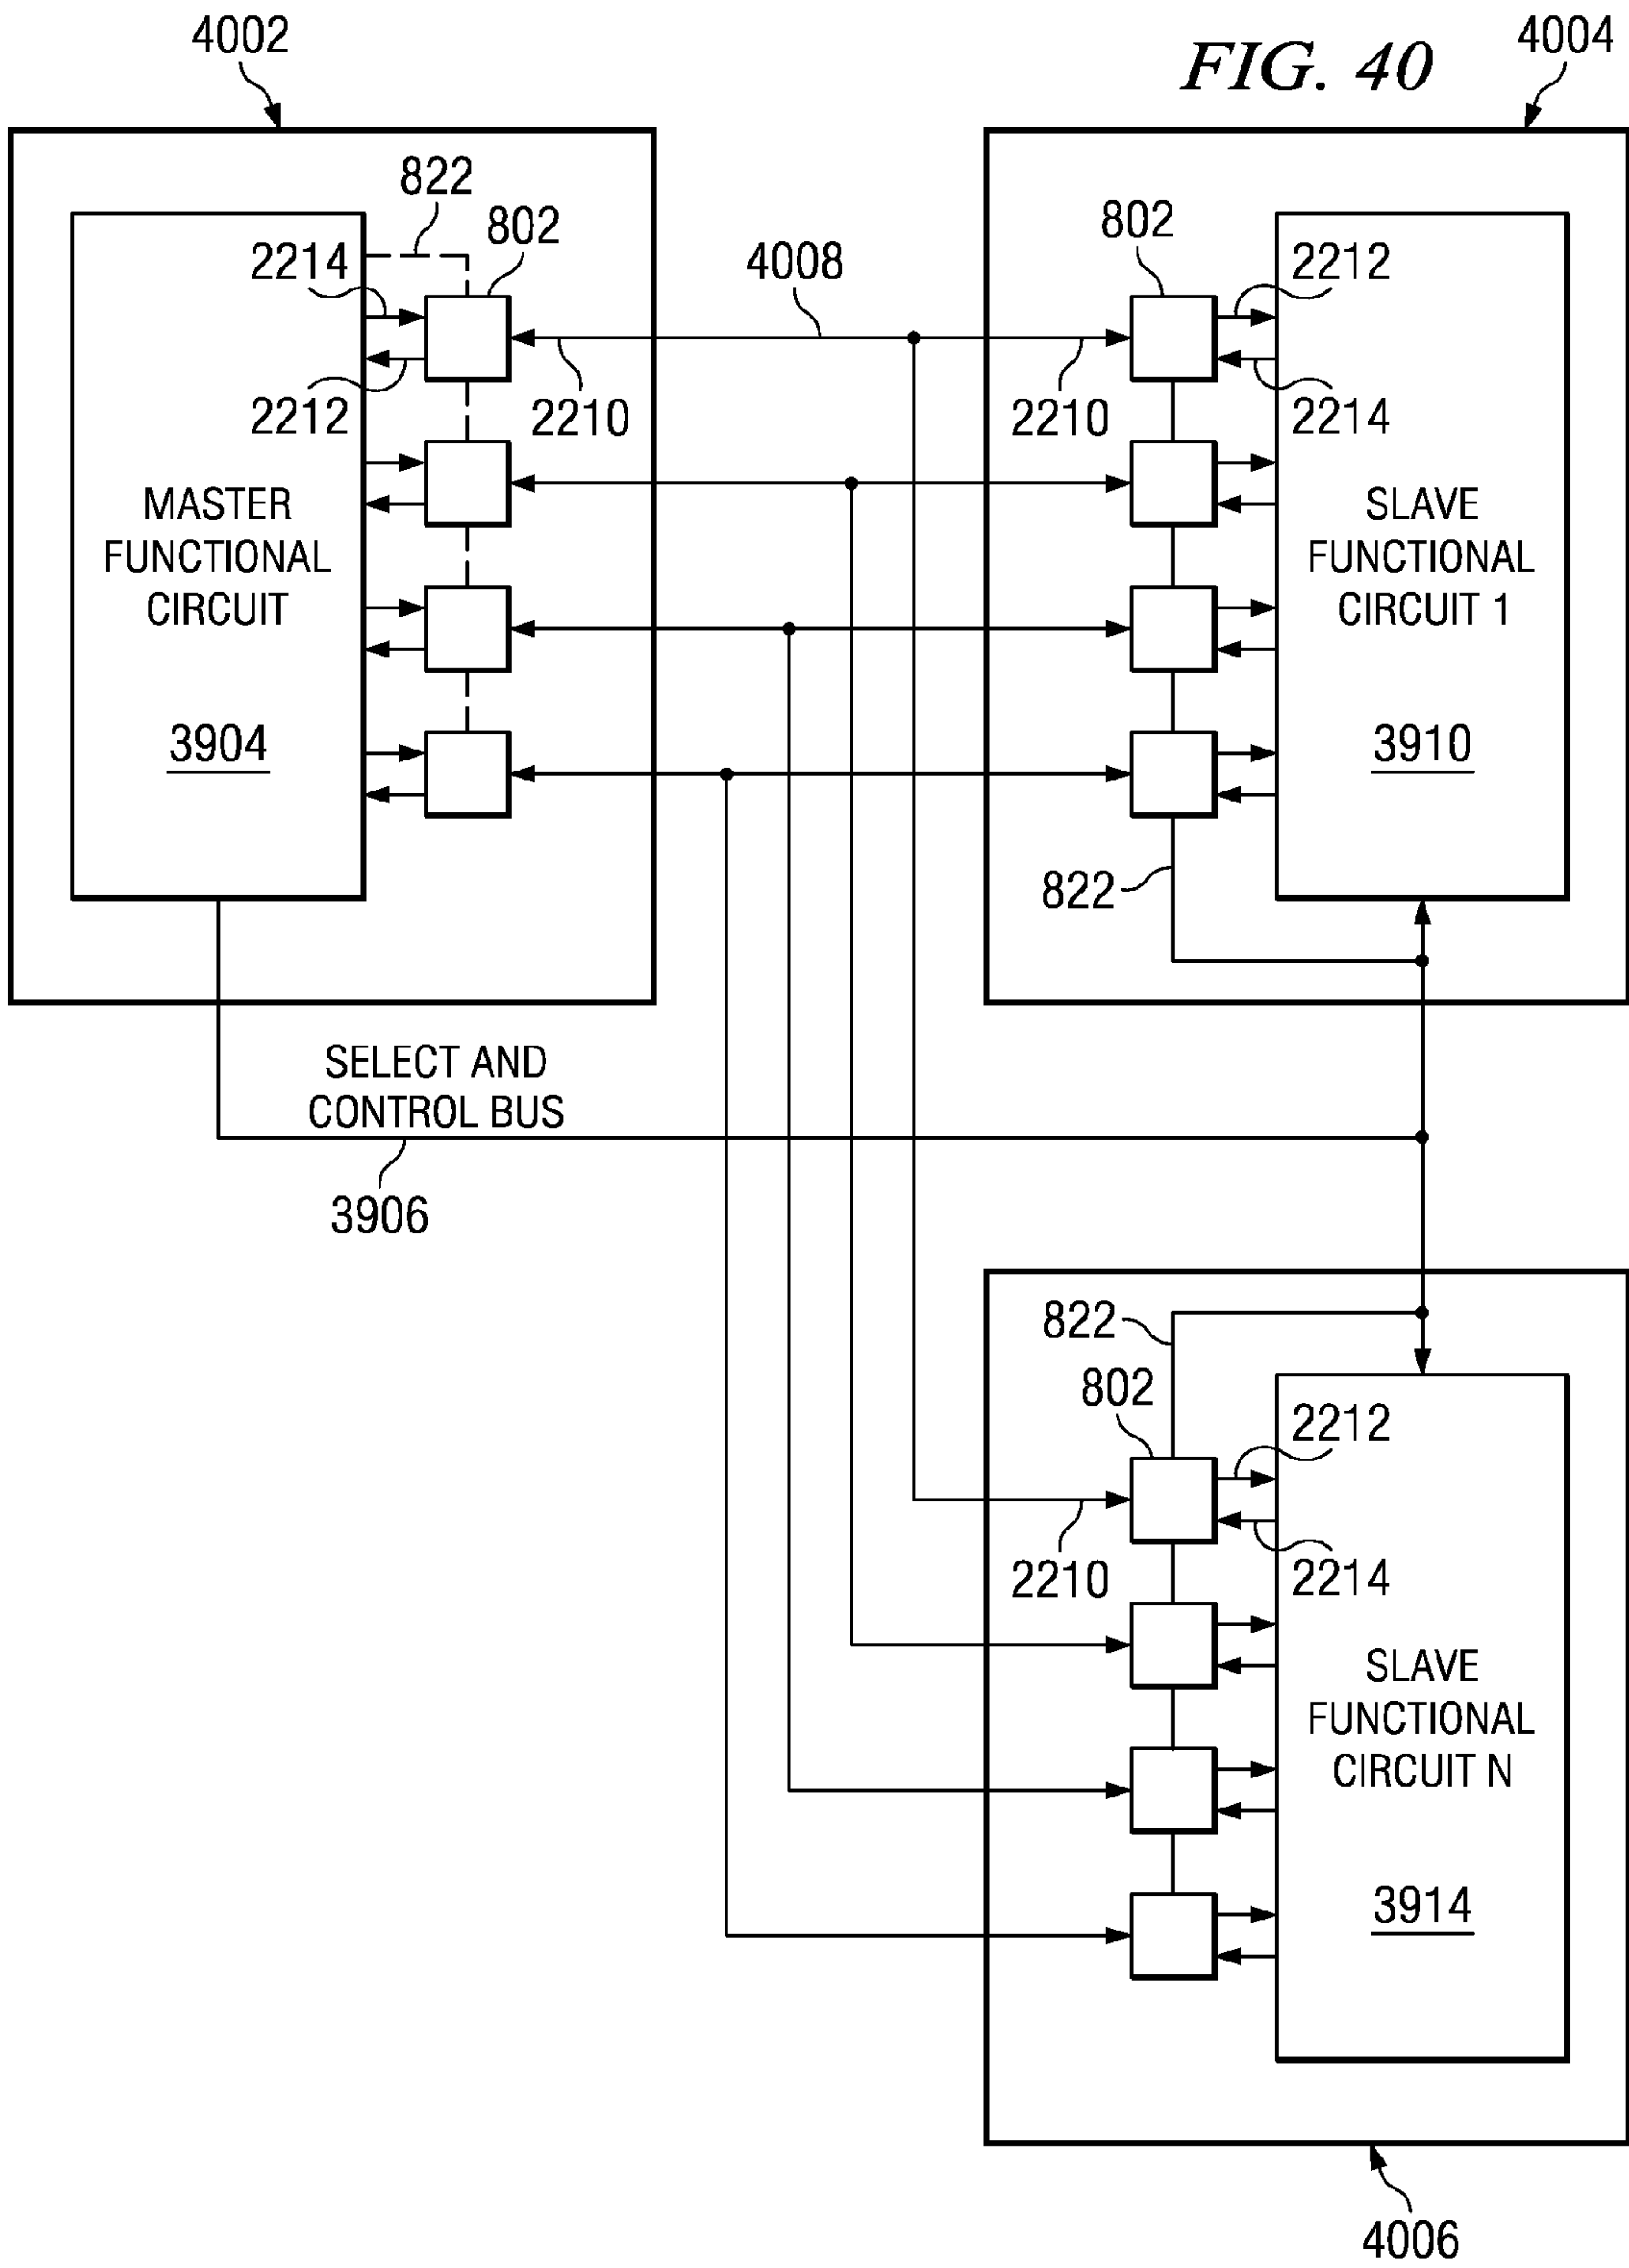 4002
FIG. 40
4004
822
802
802
2214
4008
2212
2212
2210
2210
2214
MASTER
FUNCTIONAL
CIRCUIT
3904
SLAVE
FUNCTIONAL
CIRCUIT 1
3910
822
SELECT AND
CONTROL BUS
3906
822
802
2212
2210
2214
SLAVE
FUNCTIONAL
CIRCUIT N
3914
4006